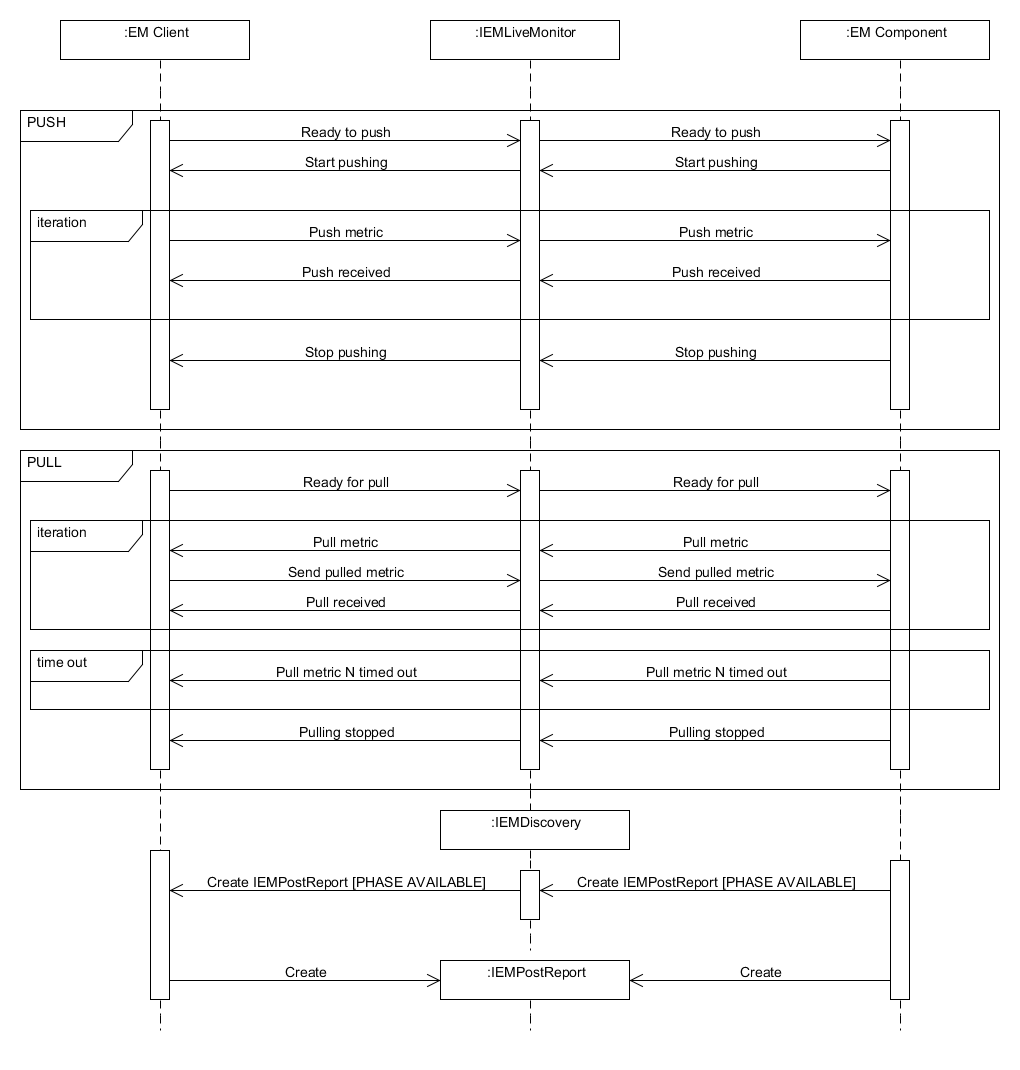 :EM Client
:IEMLiveMonitor
:EM Component
PUSH
Ready to push
Ready to push
Start pushing
Start pushing
iteration
Push metric
Push metric
Push received
Push received
Stop pushing
Stop pushing
PULL
Ready for pull
Ready for pull
iteration
Pull metric
Pull metric
Send pulled metric
Send pulled metric
Pull received
Pull received
time out
Pull metric N timed out
Pull metric N timed out
Pulling stopped
Pulling stopped
:IEMDiscovery
Create IEMPostReport [PHASE AVAILABLE]
Create IEMPostReport [PHASE AVAILABLE]
Create
:IEMPostReport
Create